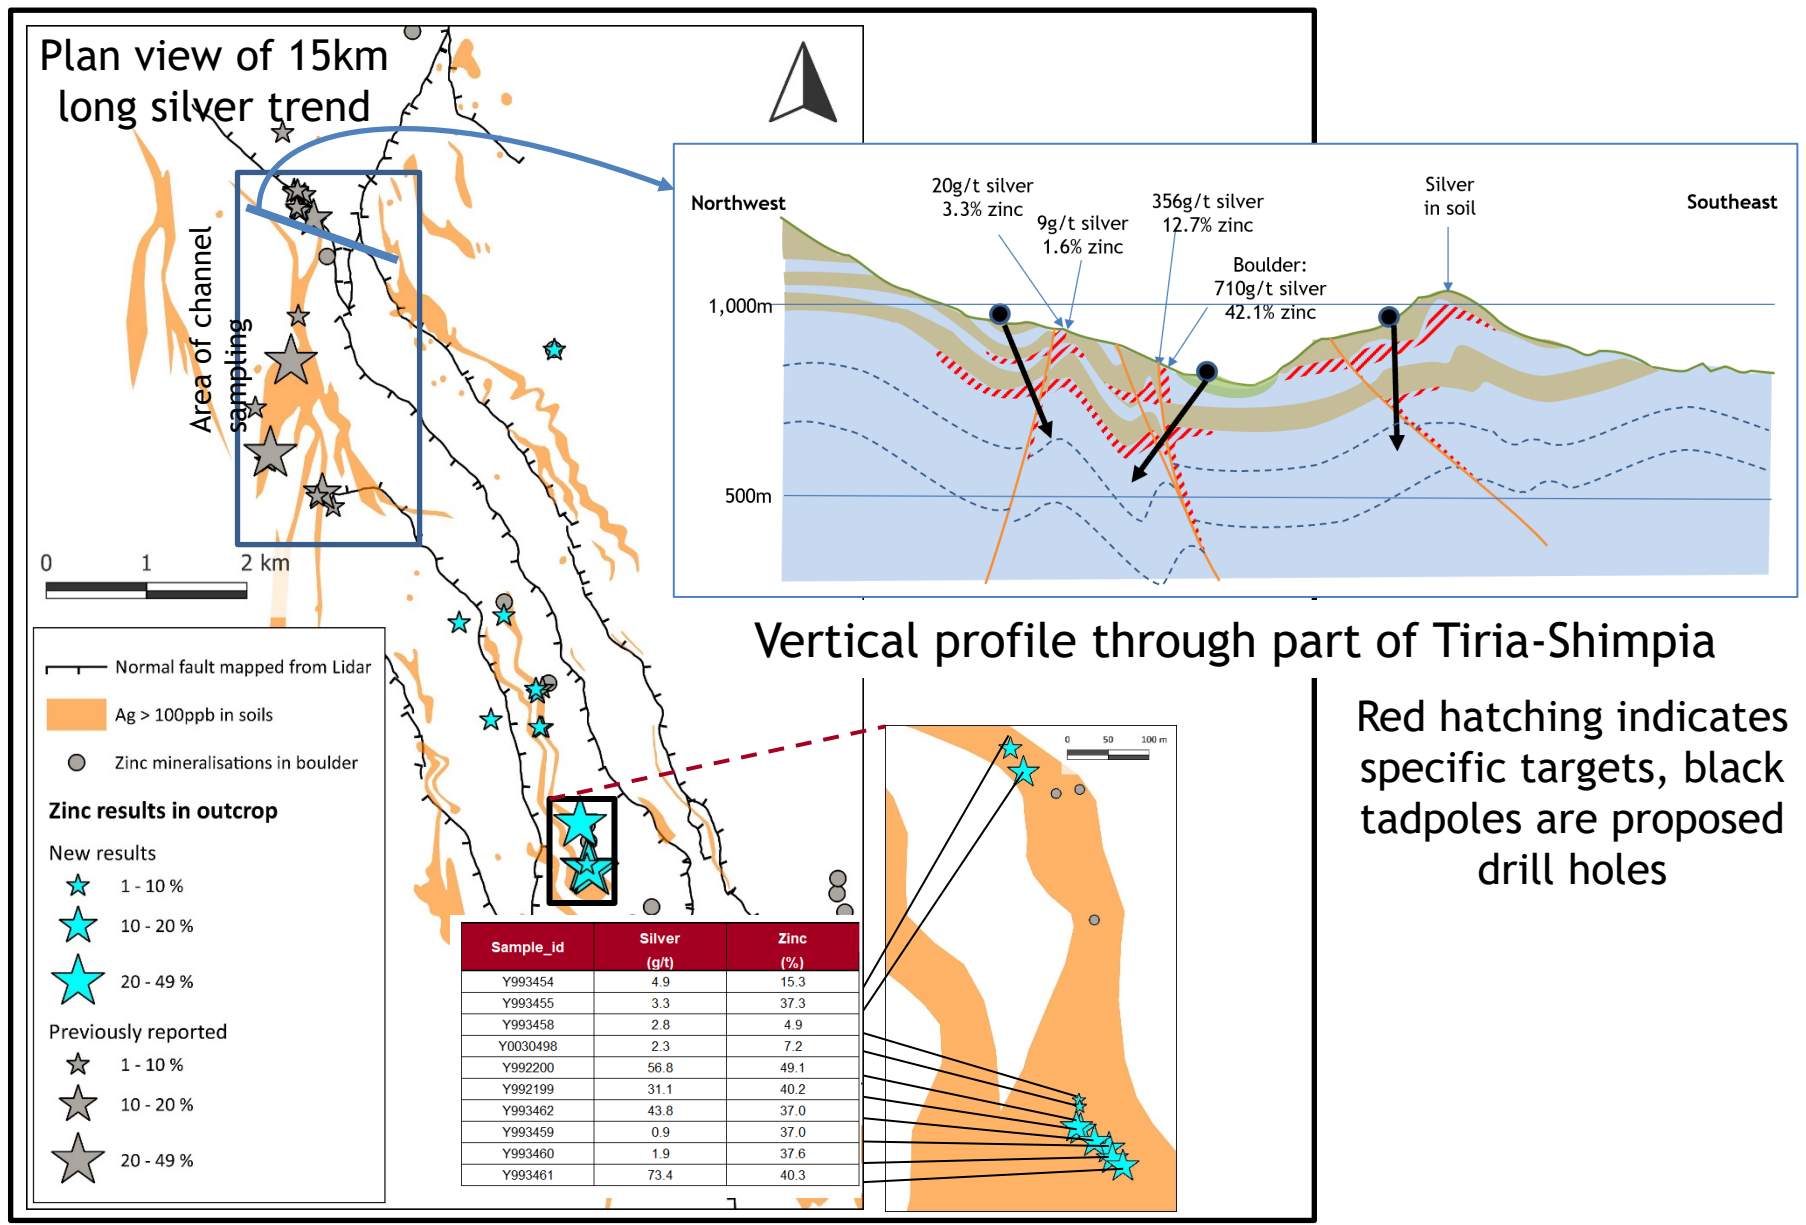 Plan view of 15km
long silver trend
Area of channel
sampling
0 1 2 km
Northwest
Southeast
20g/t silver
3.3% zinc
9g/t silver
1.6% zinc
356g/t silver
12.7% zinc
Boulder:
710g/t silver
42.1% zinc
Silver
in soil
1,000m
500m
Vertical profile through part of Tiria-Shimpia
Red hatching indicates
specific targets, black
tadpoles are proposed
drill holes
Normal fault mapped from Lidar
Ag > 100ppb in soils
Zinc mineralisations in boulder
Zinc results in outcrop
New results
1 - 10 %
10 - 20 %
20 - 49 %
Previously reported
1 - 10 %
10 - 20 %
20 - 49 %
0 50 100 m
Sample_id Silver (g/t) Zinc (%)
Y993454 4.9 15.3
Y993455 3.3 37.3
Y993458 2.8 4.9
Y0030498 2.3 7.2
Y992200 56.8 49.1
Y992199 31.1 40.2
Y993462 43.8 37.0
Y993459 0.9 37.0
Y993460 1.9 37.6
Y993461 73.4 40.3